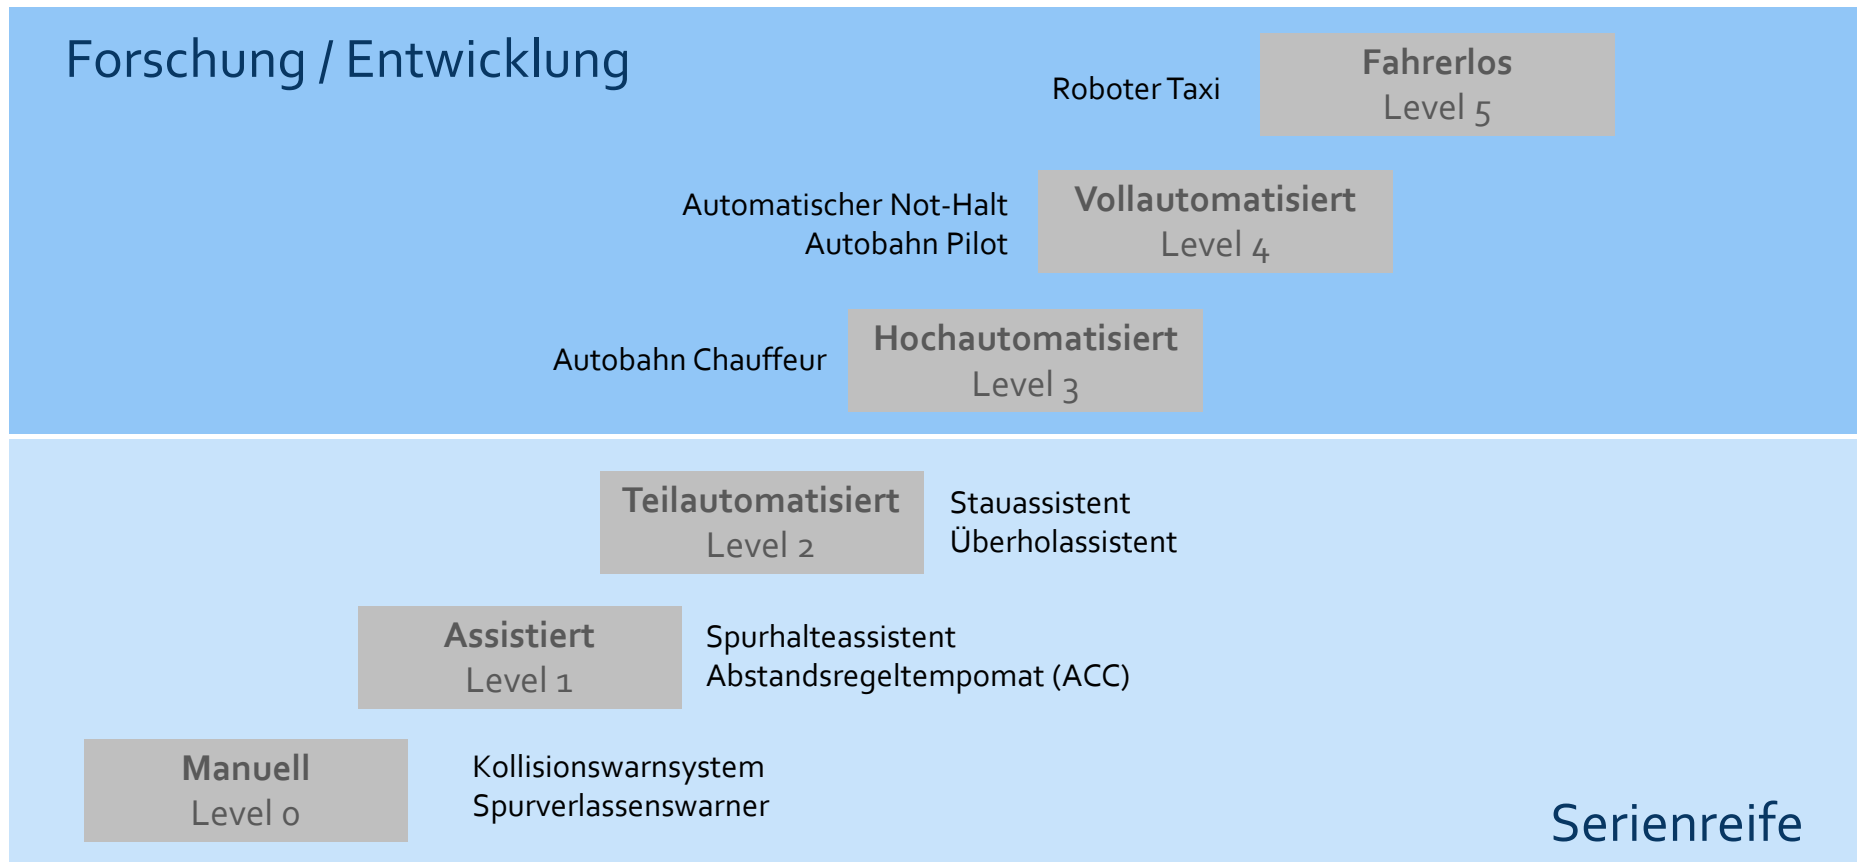 Forschung / Entwicklung
Roboter Taxi
Fahrerlos
Level 5
Automatischer Not-Halt
Autobahn Pilot
Vollautomatisiert
Level 4
Autobahn Chauffeur
Hochautomatisiert
Level 3
Teilautomatisiert
Level 2
Stauassistent
Überholassistent
Assistiert
Level 1
Spurhalteassistent
Abstandsregeltempomat (ACC)
Manuell
Level 0
Kollisionswarnsystem
Spurverlassenswarner
Serienreife